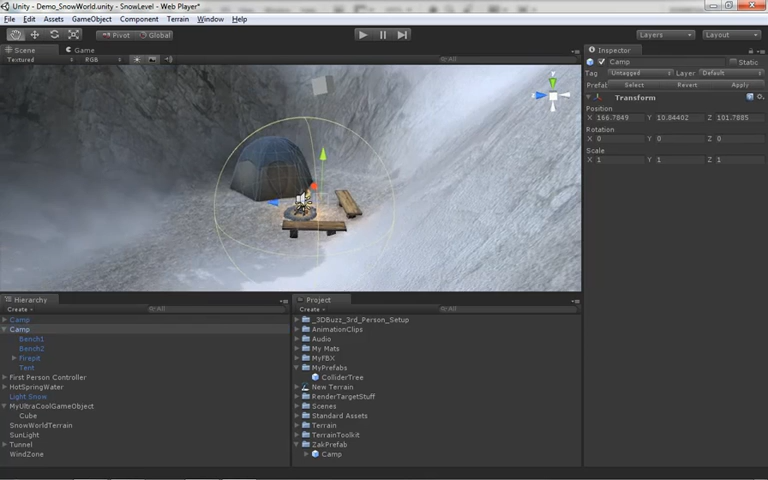 Unity - Demo_SnowWorld.unity - SnowLevel - Web Player*
File Edit Assets GameObject Component Terrain Window Help
Pivot Global Layers Layout
Scene Game
Textured RGB All
Inspector
Camp Static
Tag Untagged Layer Default
Prefab Select Revert Apply
Transform
Position
X 166.7849 Y 10.84402 Z 101.7885
Rotation
X 0 Y 0 Z 0
Scale
X 1 Y 1 Z 1
Hierarchy
Create All
Camp
Camp
Bench1
Bench2
Firepit
Tent
First Person Controller
HotSpringWater
Light Snow
MyUltraCoolGameObject
Cube
SnowWorldTerrain
SunLight
Tunnel
WindZone
Project
Create All
_3DBuzz_3rd_Person_Setup
AnimationClips
Audio
My Mats
MyFBX
MyPrefabs
ColliderTree
New Terrain
RenderTargetStuff
Scenes
Standard Assets
Terrain
TerrainToolkit
ZakPrefab
Camp